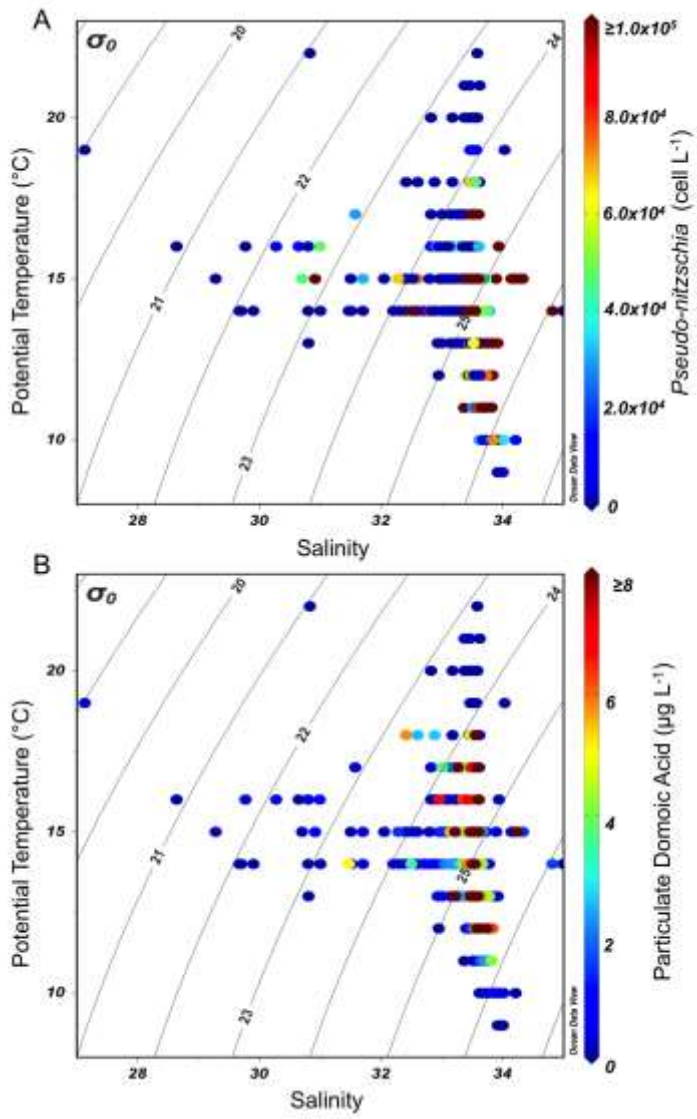 A
σ₀
20
24
≥1.0x10⁵
20
22
8.0x10⁴
Potential Temperature (°C)
6.0x10⁴
Pseudo-nitzschia (cell L⁻¹)
15
21
25
4.0x10⁴
10
23
2.0x10⁴
Ocean Data View
0
28
30
32
34
Salinity
B
σ₀
20
24
≥8
20
22
6
Potential Temperature (°C)
Particulate Domoic Acid (µg L⁻¹)
15
21
25
4
10
23
2
Ocean Data View
0
28
30
32
34
Salinity